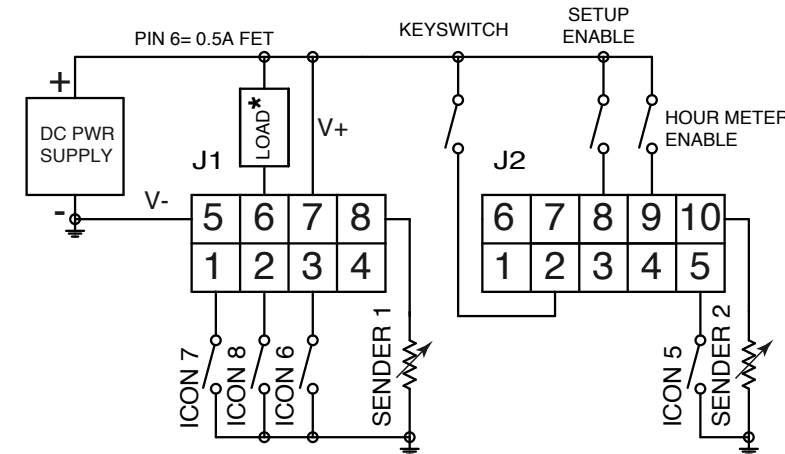 PIN 6= 0.5A FET
KEYSWITCH
SETUP
ENABLE
+
DC PWR
SUPPLY
-
V-
LOAD*
V+
HOUR METER
ENABLE
J1
5 6 7 8
1 2 3 4
J2
6 7 8 9 10
1 2 3 4 5
ICON 7
ICON 8
ICON 6
SENDER 1
ICON 5
SENDER 2